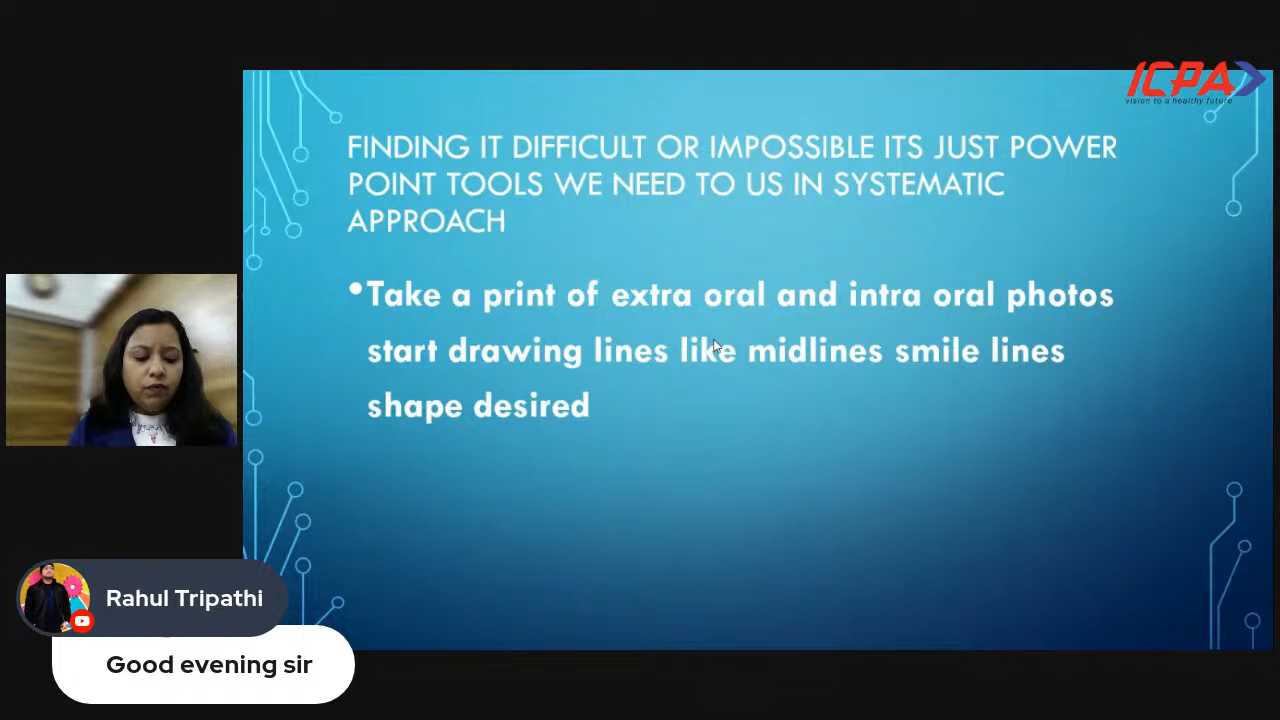 ICPA
vision to a healthy future
FINDING IT DIFFICULT OR IMPOSSIBLE ITS JUST POWER
POINT TOOLS WE NEED TO US IN SYSTEMATIC
APPROACH
•Take a print of extra oral and intra oral photos
start drawing lines like midlines smile lines
shape desired
Rahul Tripathi
Good evening sir